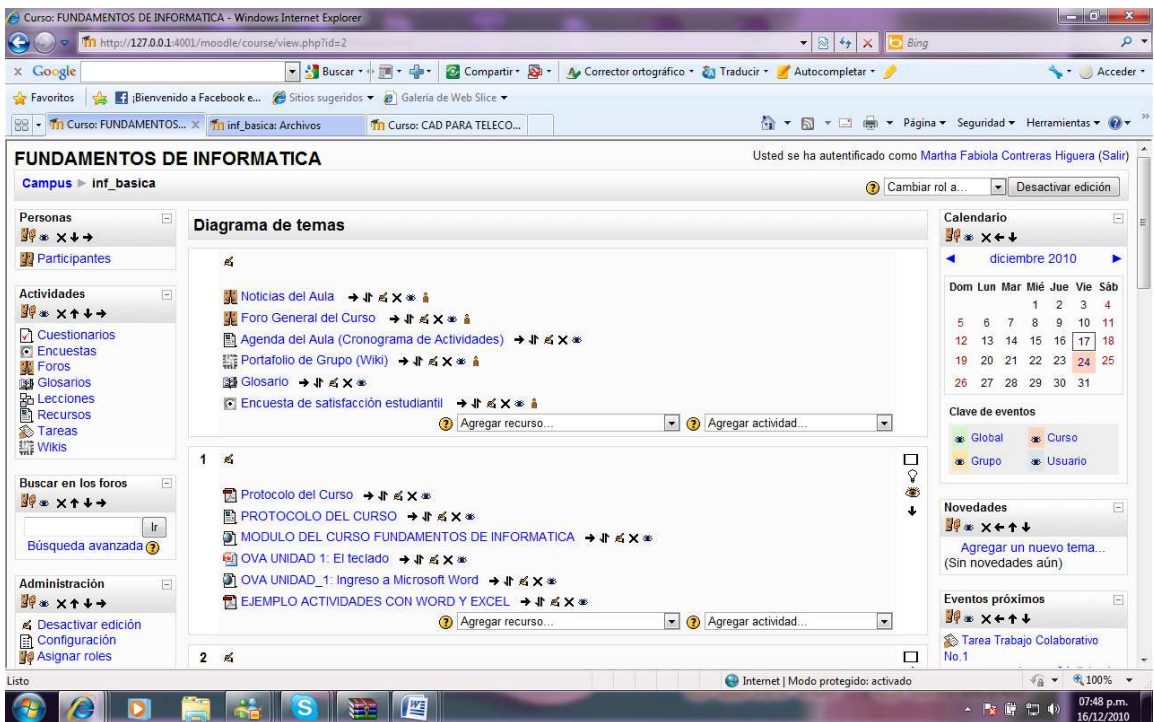 Curso: FUNDAMENTOS DE INFORMATICA - Windows Internet Explorer
http://127.0.0.1:4001/moodle/course/view.php?id=2
Bing
x Google
Buscar
Compartir
Corrector ortográfico
Traducir
Autocompletar
Acceder
Favoritos
¡Bienvenido a Facebook e...
Sitios sugeridos
Galería de Web Slice
Curso: FUNDAMENTOS... X
inf_basica: Archivos
Curso: CAD PARA TELECO...
Página
Seguridad
Herramientas
FUNDAMENTOS DE INFORMATICA
Usted se ha autentificado como Martha Fabiola Contreras Higuera (Salir)
Campus ► inf_basica
Cambiar rol a...
Desactivar edición
Personas
Participantes
Actividades
Cuestionarios
Encuestas
Foros
Glosarios
Lecciones
Recursos
Tareas
Wikis
Buscar en los foros
Ir
Búsqueda avanzada
Administración
Desactivar edición
Configuración
Asignar roles
Diagrama de temas
Noticias del Aula
Foro General del Curso
Agenda del Aula (Cronograma de Actividades)
Portafolio de Grupo (Wiki)
Glosario
Encuesta de satisfacción estudiantil
Agregar recurso... Agregar actividad...
1
Protocolo del Curso
PROTOCOLO DEL CURSO
MODULO DEL CURSO FUNDAMENTOS DE INFORMATICA
OVA UNIDAD 1: El teclado
OVA UNIDAD_1: Ingreso a Microsoft Word
EJEMPLO ACTIVIDADES CON WORD Y EXCEL
Agregar recurso... Agregar actividad...
2
Calendario
diciembre 2010
Dom Lun Mar Mié Jue Vie Sáb
1 2 3 4
5 6 7 8 9 10 11
12 13 14 15 16 17 18
19 20 21 22 23 24 25
26 27 28 29 30 31
Clave de eventos
Global Curso
Grupo Usuario
Novedades
Agregar un nuevo tema...
(Sin novedades aún)
Eventos próximos
Tarea Trabajo Colaborativo
No.1
Listo
Internet | Modo protegido: activado
100%
07:48 p.m.
16/12/2010